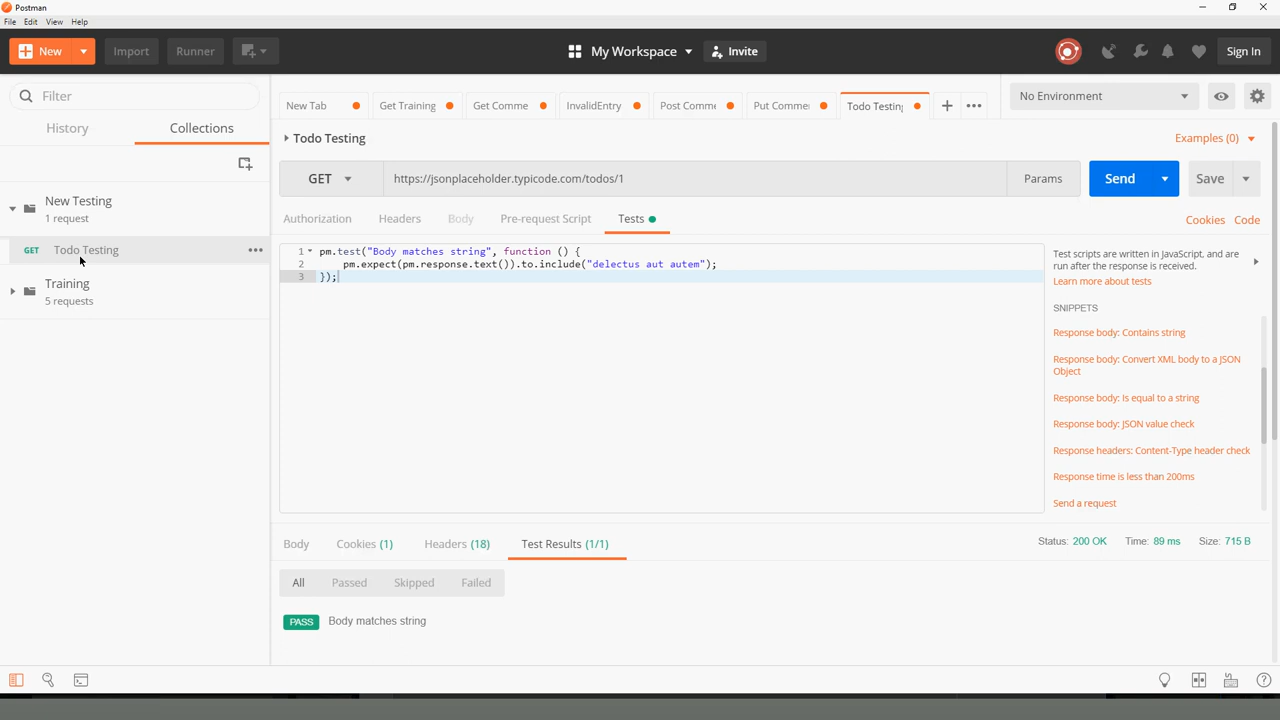 Postman
File Edit View Help
New Import Runner My Workspace Invite Sign In
Filter
History Collections
New Testing
1 request
GET Todo Testing
Training
5 requests
New Tab Get Training Get Comme InvalidEntry Post Comme Put Comme Todo Testing
No Environment
Todo Testing
Examples (0)
GET https://jsonplaceholder.typicode.com/todos/1 Params Send Save
Authorization Headers Body Pre-request Script Tests Cookies Code
1 pm.test("Body matches string", function () {
2 pm.expect(pm.response.text()).to.include("delectus aut autem");
3 });
Test scripts are written in JavaScript, and are
run after the response is received.
Learn more about tests
SNIPPETS
Response body: Contains string
Response body: Convert XML body to a JSON
Object
Response body: Is equal to a string
Response body: JSON value check
Response headers: Content-Type header check
Response time is less than 200ms
Send a request
Body Cookies (1) Headers (18) Test Results (1/1) Status: 200 OK Time: 89 ms Size: 715 B
All Passed Skipped Failed
PASS Body matches string